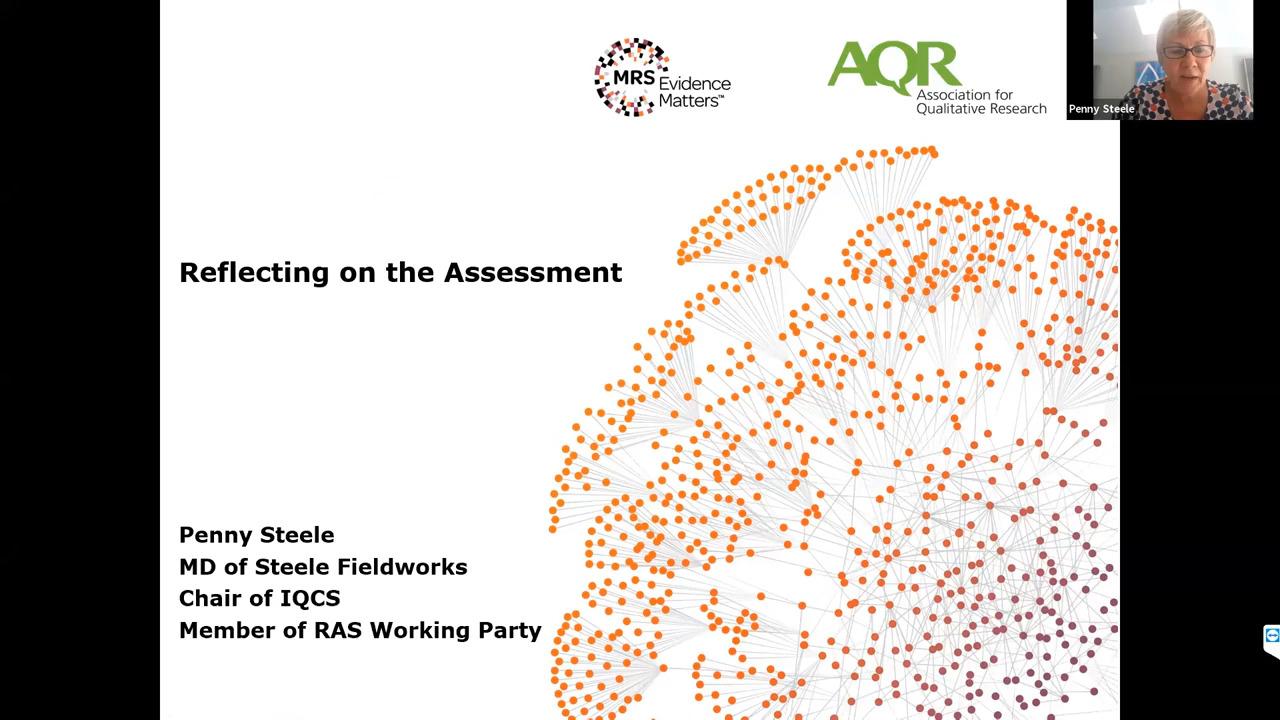 MRS
Evidence
Matters™
AQR
Association for
Qualitative Research
Penny Steele
Reflecting on the Assessment
Penny Steele
MD of Steele Fieldworks
Chair of IQCS
Member of RAS Working Party